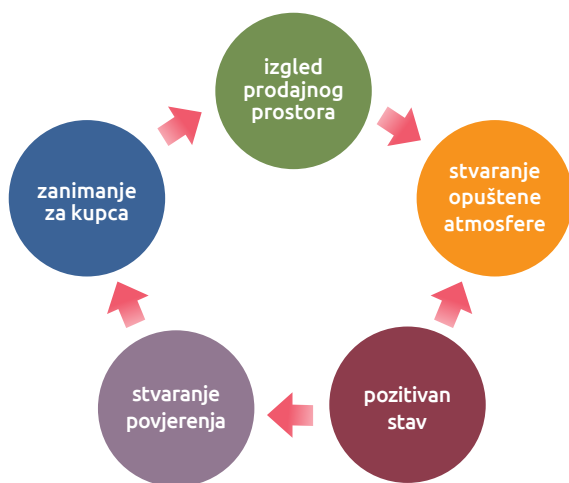 izgled
prodajnog
prostora
stvaranje
opuštene
atmosfere
pozitivan
stav
stvaranje
povjerenja
zanimanje
za kupca